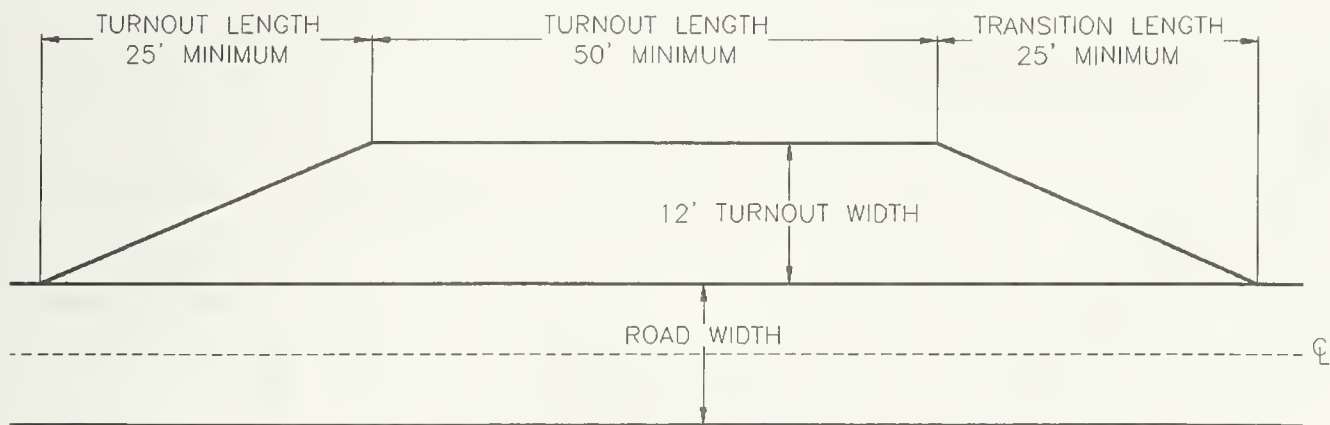 TURNOUT LENGTH
25' MINIMUM
TURNOUT LENGTH
50' MINIMUM
TRANSITION LENGTH
25' MINIMUM
12' TURNOUT WIDTH
ROAD WIDTH
℄